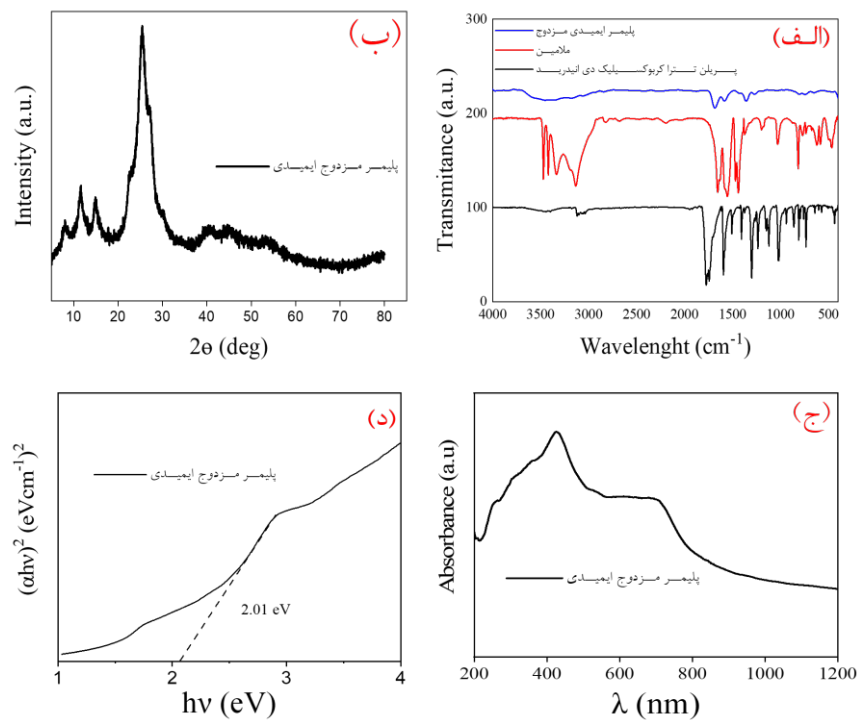 (ب)
Intensity (a.u.)
پلیمر مزدوج ایمیدی
10 20 30 40 50 60 70 80
2ɵ (deg)
(الف)
پلیمر ایمیدی مزدوج
ملامین
پریلن تترا کربوکسیلیک دی انیدرید
Transmitance (a.u.)
300
200
100
0
4000 3500 3000 2500 2000 1500 1000 500
Wavelenght (cm-1)
(د)
(αhν)2 (eVcm-1)2
پلیمر مزدوج ایمیدی
2.01 eV
1 2 3 4
hν (eV)
(ج)
Absorbance (a.u)
پلیمر مزدوج ایمیدی
200 400 600 800 1000 1200
λ (nm)